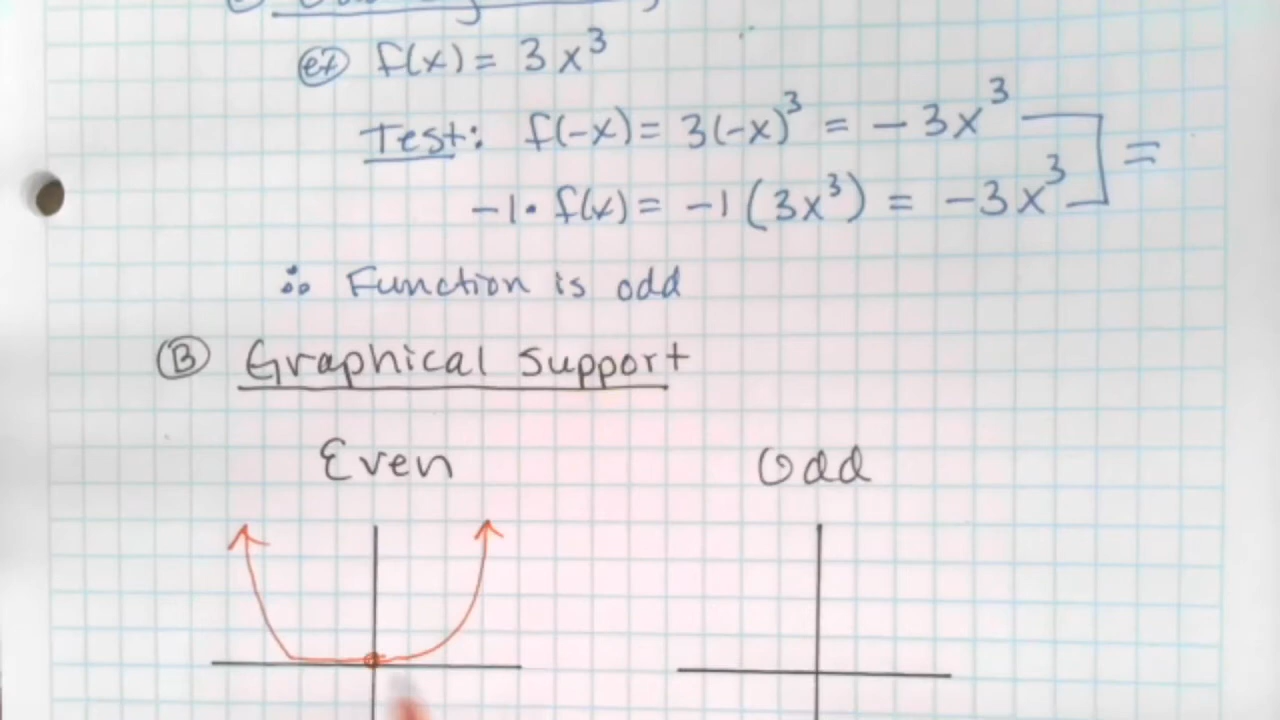 ex f(x) = 3x³
Test: f(-x) = 3(-x)³ = -3x³
-1· f(x) = -1(3x³) = -3x³ =
∴ Function is odd
B Graphical Support
Even Odd